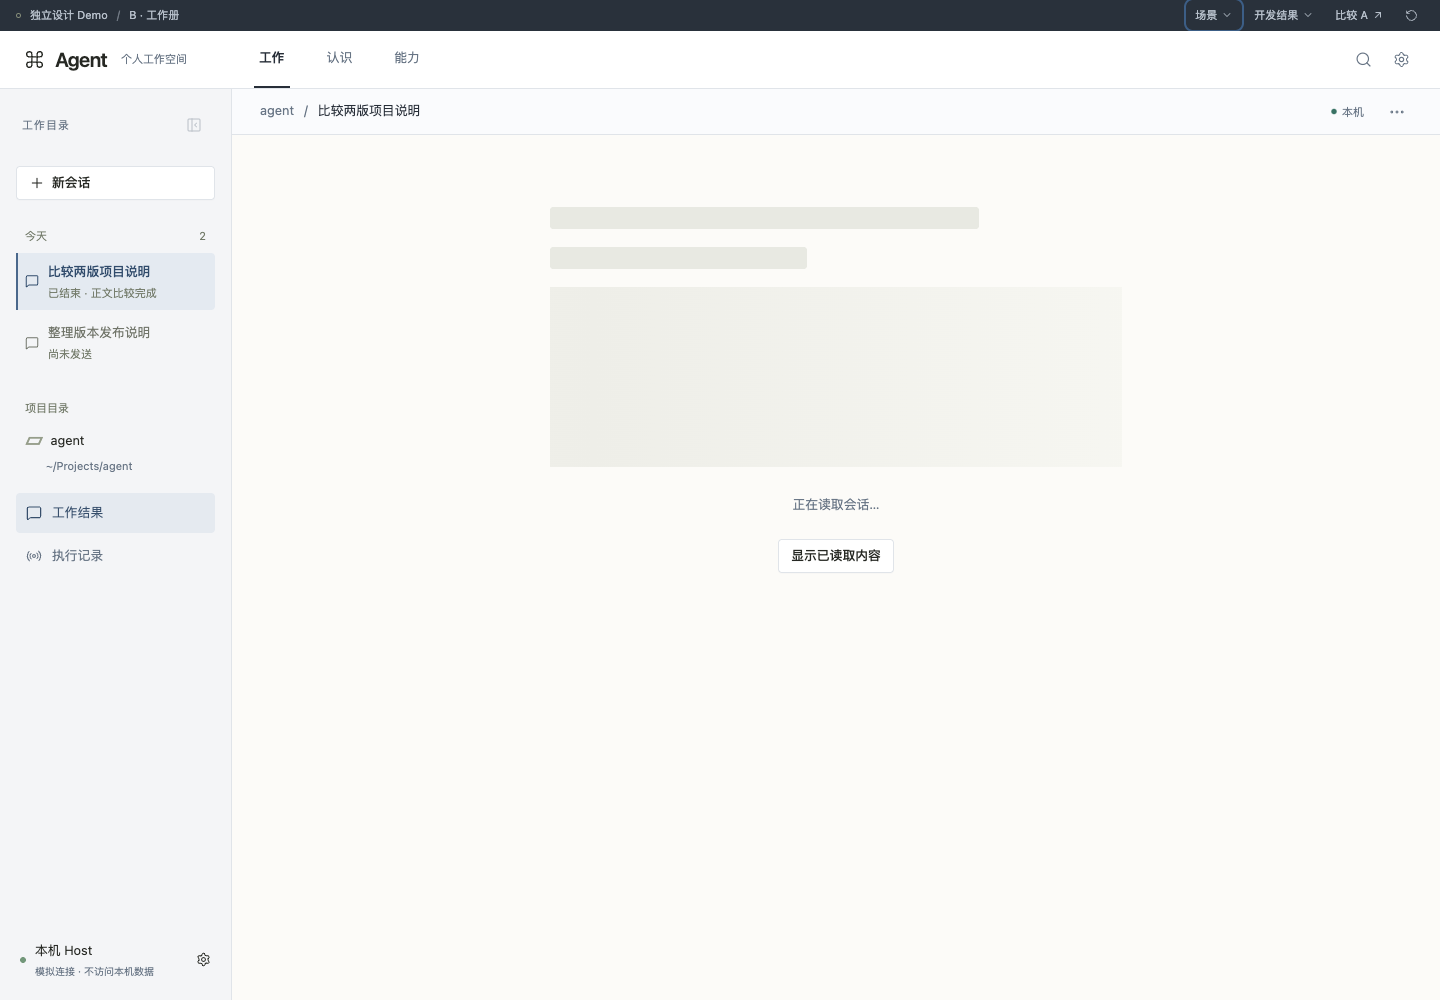 独立设计 Demo / B · 工作册
场景 开发结果 比较 A
Agent 个人工作空间
工作 认识 能力
工作目录
agent / 比较两版项目说明
本机
新会话
今天 2
比较两版项目说明
已结束 · 正文比较完成
整理版本发布说明
尚未发送
项目目录
agent
~/Projects/agent
工作结果
执行记录
正在读取会话...
显示已读取内容
本机 Host
模拟连接 · 不访问本机数据